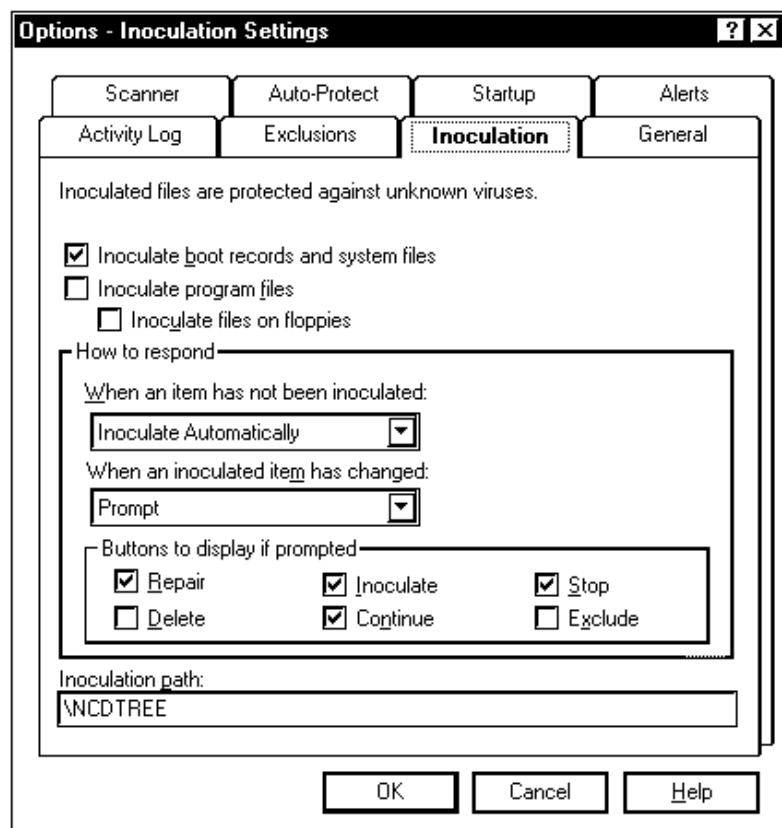 Options - Inoculation Settings
Scanner Auto-Protect Startup Alerts
Activity Log Exclusions Inoculation General
Inoculated files are protected against unknown viruses.
Inoculate boot records and system files
Inoculate program files
Inoculate files on floppies
How to respond
When an item has not been inoculated:
Inoculate Automatically
When an inoculated item has changed:
Prompt
Buttons to display if prompted
Repair Inoculate Stop
Delete Continue Exclude
Inoculation path:
\NCDTREE
OK Cancel Help